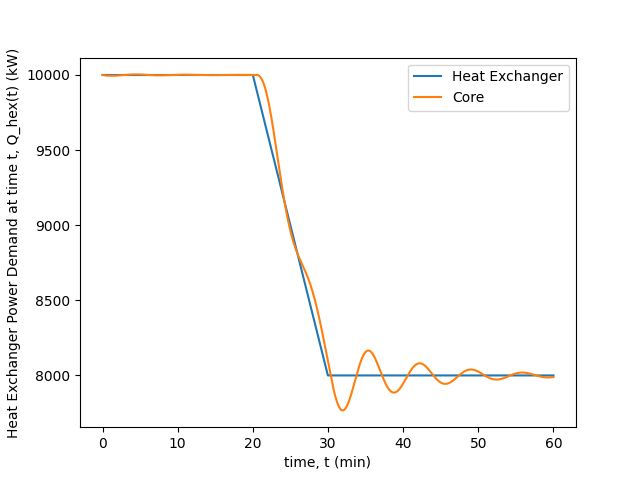 Heat Exchanger Power Demand at time t, Q_hex(t) (kW)
10000
9500
9000
8500
8000
Heat Exchanger
Core
0 10 20 30 40 50 60
time, t (min)